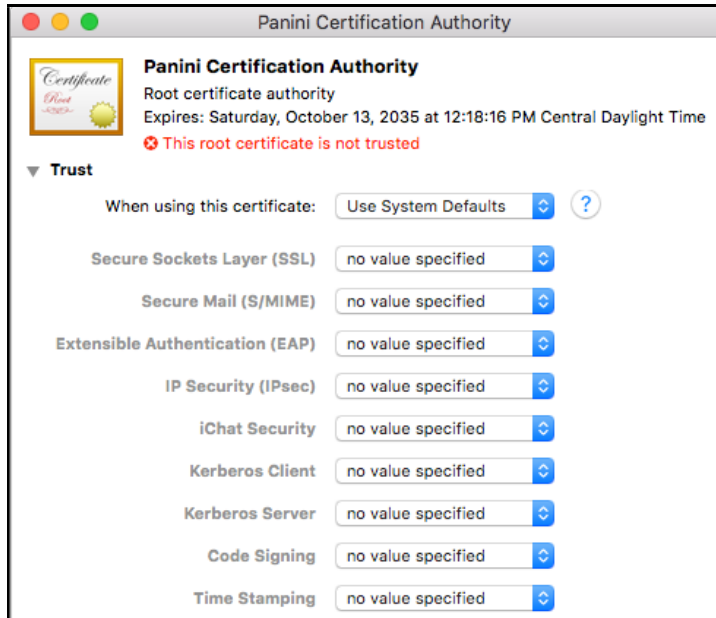 Panini Certification Authority
Certificate
Root
Panini Certification Authority
Root certificate authority
Expires: Saturday, October 13, 2035 at 12:18:16 PM Central Daylight Time
This root certificate is not trusted
Trust
When using this certificate: Use System Defaults ?
Secure Sockets Layer (SSL) no value specified
Secure Mail (S/MIME) no value specified
Extensible Authentication (EAP) no value specified
IP Security (IPsec) no value specified
iChat Security no value specified
Kerberos Client no value specified
Kerberos Server no value specified
Code Signing no value specified
Time Stamping no value specified